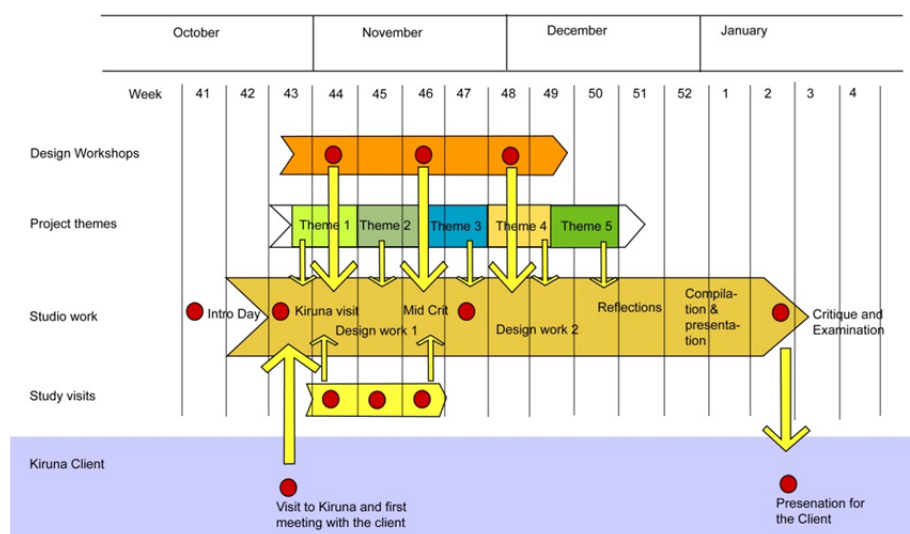 October November December January
Week 41 42 43 44 45 46 47 48 49 50 51 52 1 2 3 4
Design Workshops
Project themes Theme 1 Theme 2 Theme 3 Theme 4 Theme 5
Studio work Intro Day Kiruna visit Mid Crit Reflections
Design work 1 Design work 2
Compila-
tion &
presenta-
tion
Critique and
Examination
Study visits
Kiruna Client
Visit to Kiruna and first
meeting with the client
Presenation for
the Client